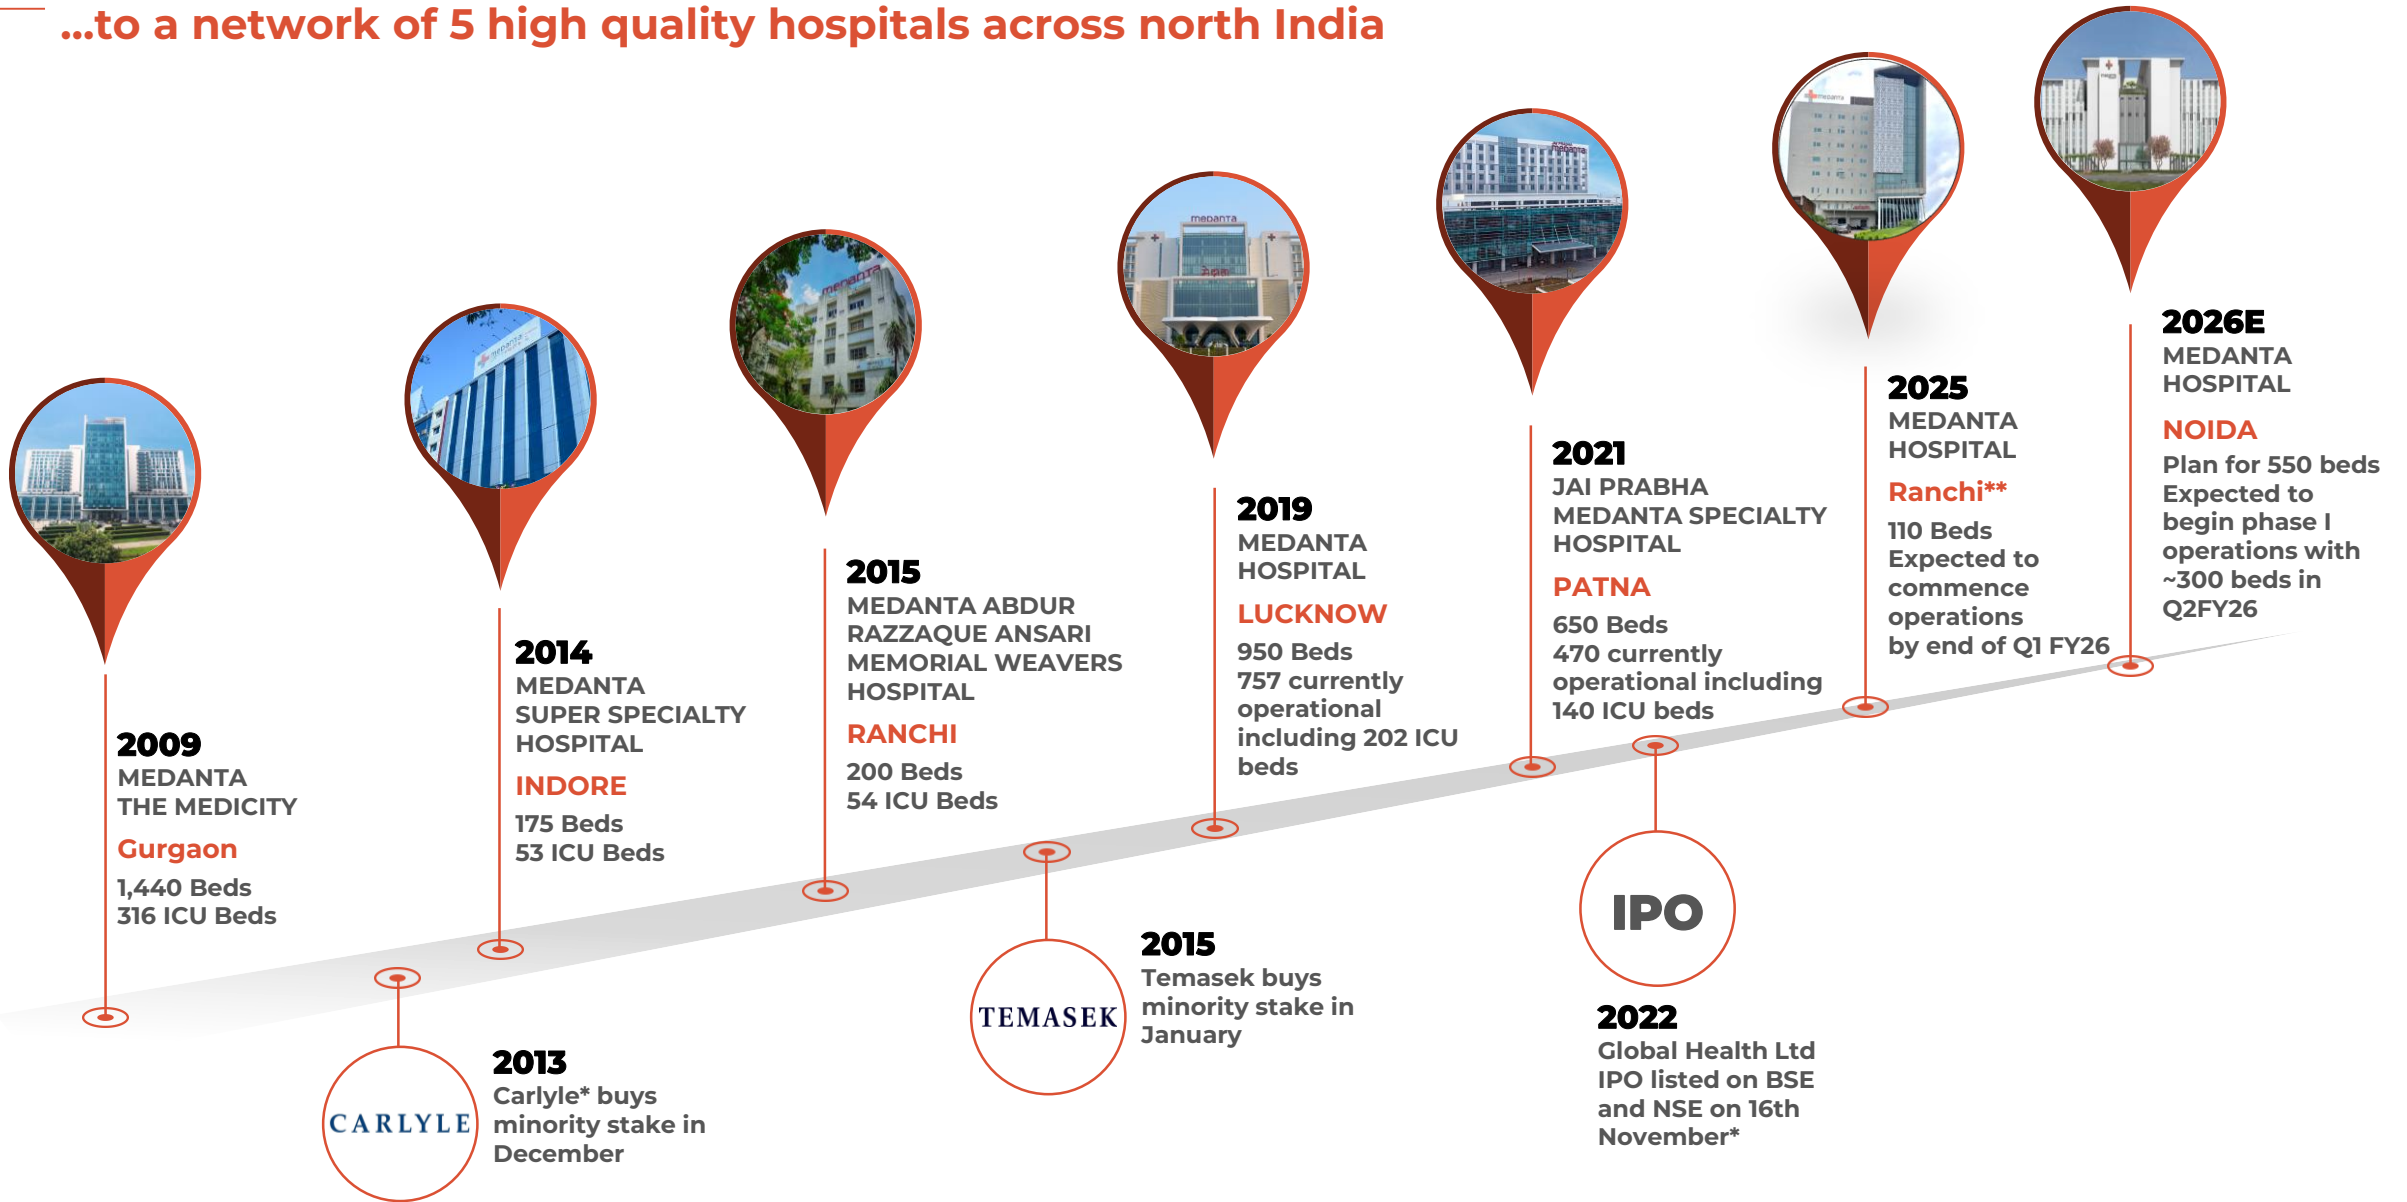 ...to a network of 5 high quality hospitals across north India
2009
MEDANTA
THE MEDICITY
Gurgaon
1,440 Beds
316 ICU Beds
CARLYLE
2013
Carlyle* buys
minority stake in
December
medanta
2014
MEDANTA
SUPER SPECIALTY
HOSPITAL
INDORE
175 Beds
53 ICU Beds
medanta
2015
MEDANTA ABDUR
RAZZAQUE ANSARI
MEMORIAL WEAVERS
HOSPITAL
RANCHI
200 Beds
54 ICU Beds
TEMASEK
2015
Temasek buys
minority stake in
January
medanta
मेदांता
2019
MEDANTA
HOSPITAL
LUCKNOW
950 Beds
757 currently
operational
including 202 ICU
beds
medanta
2021
JAI PRABHA
MEDANTA SPECIALTY
HOSPITAL
PATNA
650 Beds
470 currently
operational including
140 ICU beds
IPO
2022
Global Health Ltd
IPO listed on BSE
and NSE on 16th
November*
medanta
2025
MEDANTA
HOSPITAL
Ranchi**
110 Beds
Expected to
commence
operations
by end of Q1 FY26
2026E
MEDANTA
HOSPITAL
NOIDA
Plan for 550 beds
Expected to
begin phase I
operations with
~300 beds in
Q2FY26